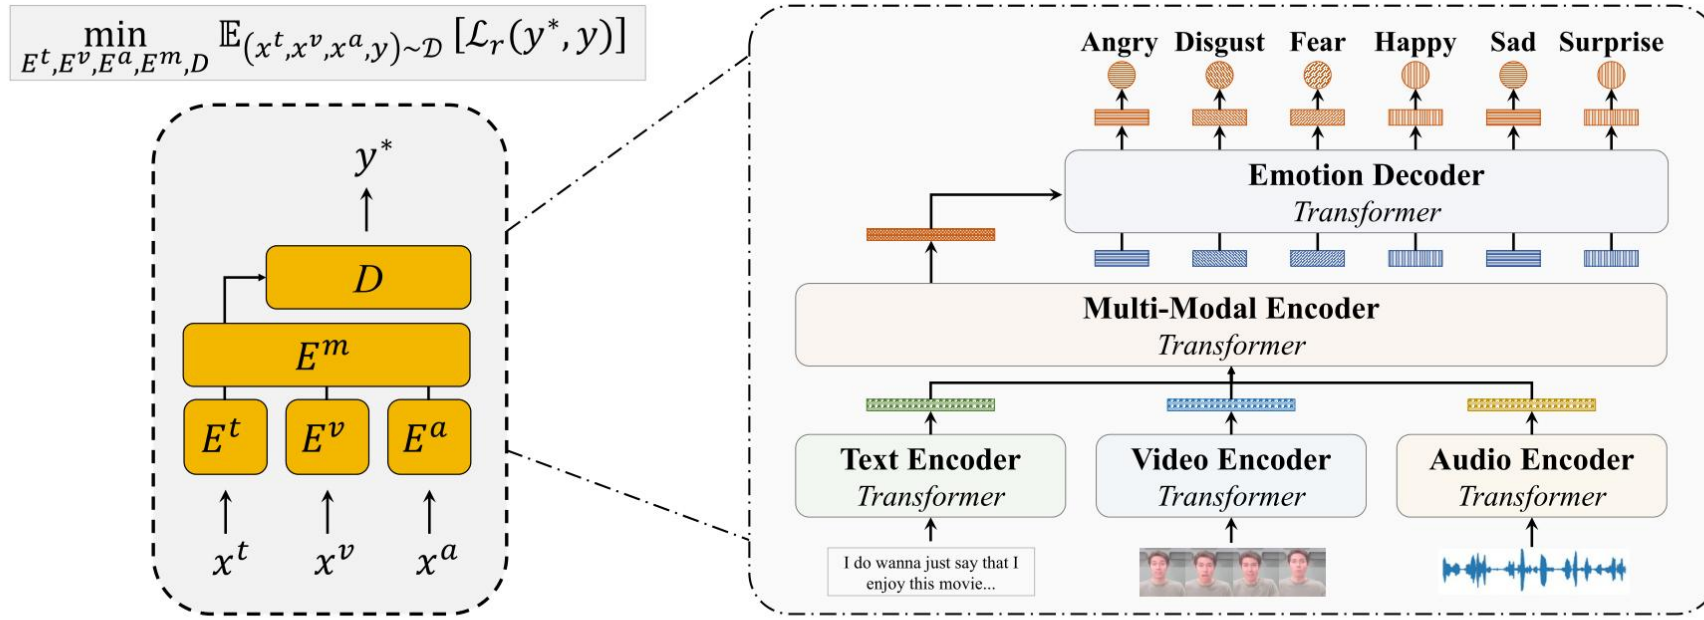 min E(x^t,x^v,x^a,y)∼𝒟 [ℒ_r(y*, y)]
E^t,E^v,E^a,E^m,D
y*
D
E^m
E^t E^v E^a
x^t x^v x^a
Angry Disgust Fear Happy Sad Surprise
Emotion Decoder
Transformer
Multi-Modal Encoder
Transformer
Text Encoder
Transformer
Video Encoder
Transformer
Audio Encoder
Transformer
I do wanna just say that I
enjoy this movie...